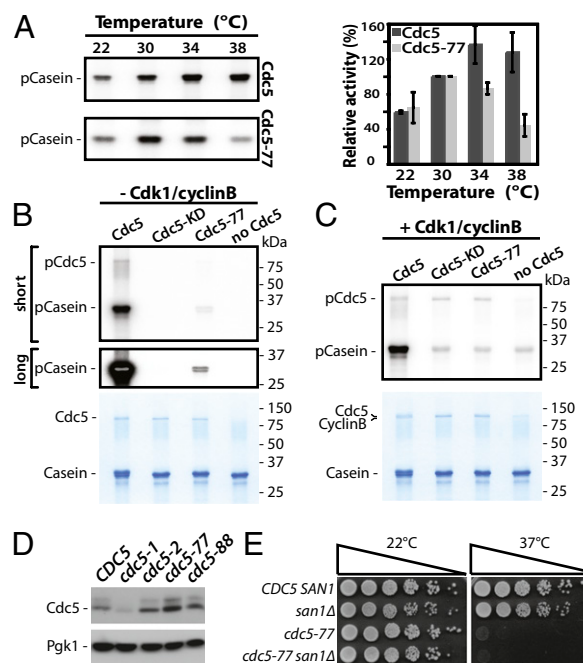 A
Temperature (°C)
22 30 34 38
pCasein -
Cdc5
pCasein -
Cdc5-77
Relative activity (%)
160
120
80
40
0
Cdc5
Cdc5-77
22 30 34 38
Temperature (°C)
B
- Cdk1/cyclinB
Cdc5 Cdc5-KD Cdc5-77 no Cdc5
kDa
short
pCdc5 -
pCasein -
- 75
- 50
- 37
- 25
long
pCasein -
- 37
- 25
Cdc5 -
Casein -
- 150
- 75
- 50
- 37
- 25
C
+ Cdk1/cyclinB
Cdc5 Cdc5-KD Cdc5-77 no Cdc5
kDa
pCdc5 -
pCasein -
- 75
- 50
- 37
- 25
Cdc5
CyclinB
Casein -
- 150
- 75
- 50
- 37
- 25
D
CDC5 cdc5-1 cdc5-2 cdc5-77 cdc5-88
Cdc5 -
Pgk1 -
E
22°C 37°C
CDC5 SAN1
san1Δ
cdc5-77
cdc5-77 san1Δ